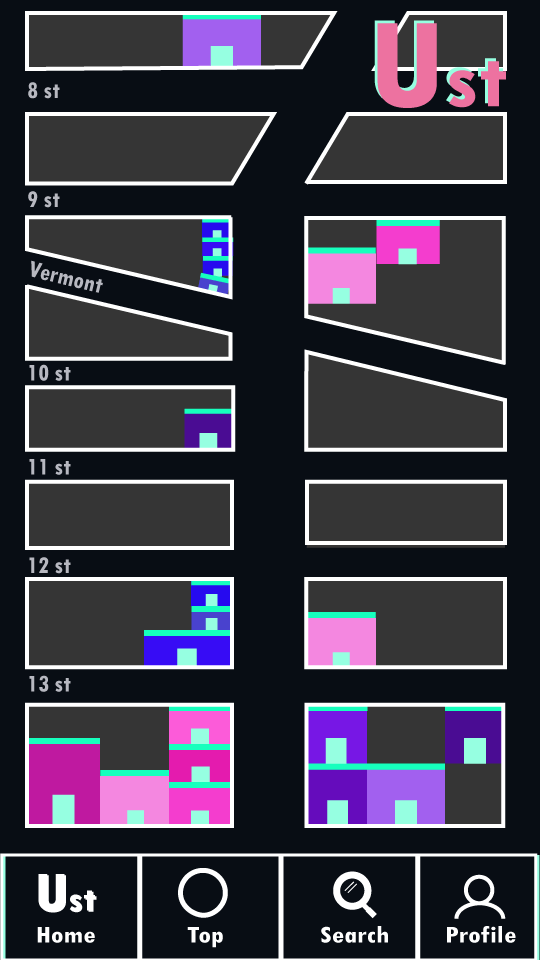 Ust
8 st
9 st
Vermont
10 st
11 st
12 st
13 st
Ust
Home
Top
Search
Profile